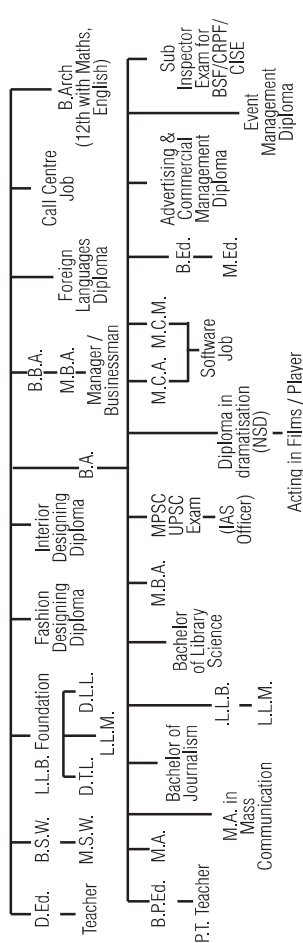 D.Ed.
Teacher
B.S.W.
M.S.W.
L.L.B. Foundation
D.T.L.
D.L.L.
L.L.M.
Fashion
Designing
Diploma
Interior
Designing
Diploma
B.A.
B.B.A.
M.B.A.
Manager /
Businessman
Foreign
Languages
Diploma
Call Centre
Job
B.Arch
(12th with Maths,
English)
B.P.Ed.
P.T. Teacher
M.A.
M.A. in
Mass
Communication
Bachelor of
Journalism
.L.L.B.
L.L.M.
Bachelor
of Library
Science
M.B.A.
MPSC
UPSC
Exam
(IAS
Officer)
Diploma in
dramatisation
(NSD)
Acting in Films / Player
M.C.A.
M.C.M.
Software
Job
B.Ed.
M.Ed.
Advertising &
Commercial
Management
Diploma
Event
Management
Diploma
Sub
Inspector
Exam for
BSF/CRPF/
CISE